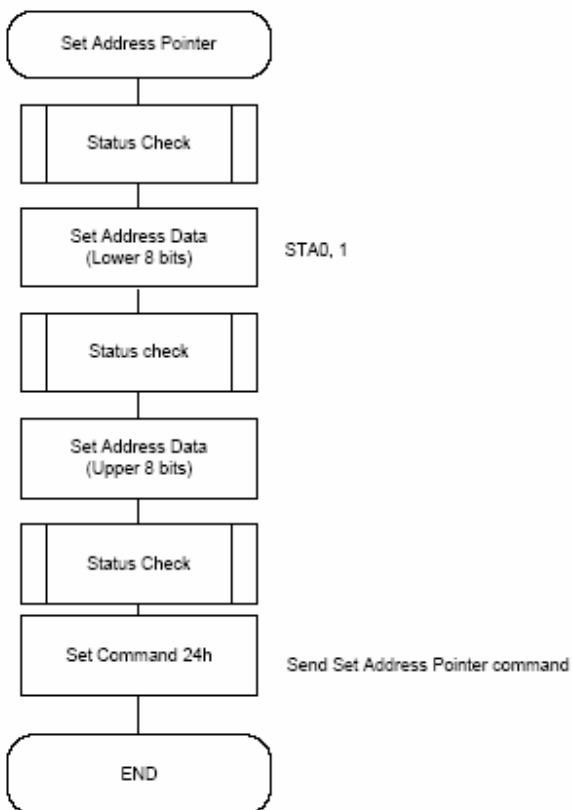 Set Address Pointer
Status Check
Set Address Data
(Lower 8 bits)
STA0, 1
Status check
Set Address Data
(Upper 8 bits)
Status Check
Set Command 24h
Send Set Address Pointer command
END